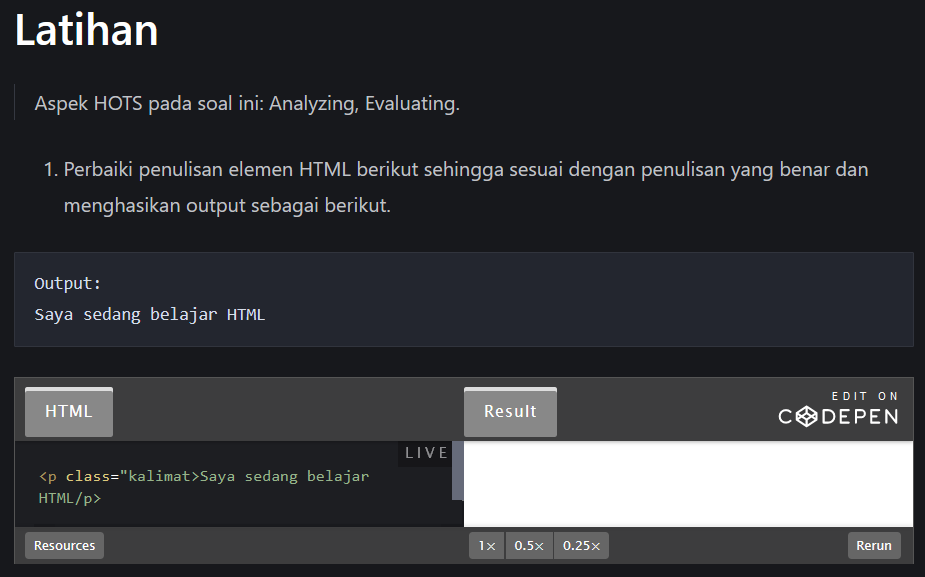 Latihan
Aspek HOTS pada soal ini: Analyzing, Evaluating.
1. Perbaiki penulisan elemen HTML berikut sehingga sesuai dengan penulisan yang benar dan
menghasikan output sebagai berikut.
Output:
Saya sedang belajar HTML
HTML
Result
EDIT ON
CODEPEN
LIVE
<p class="kalimat>Saya sedang belajar
HTML/p>
Resources
1×
0.5×
0.25×
Rerun